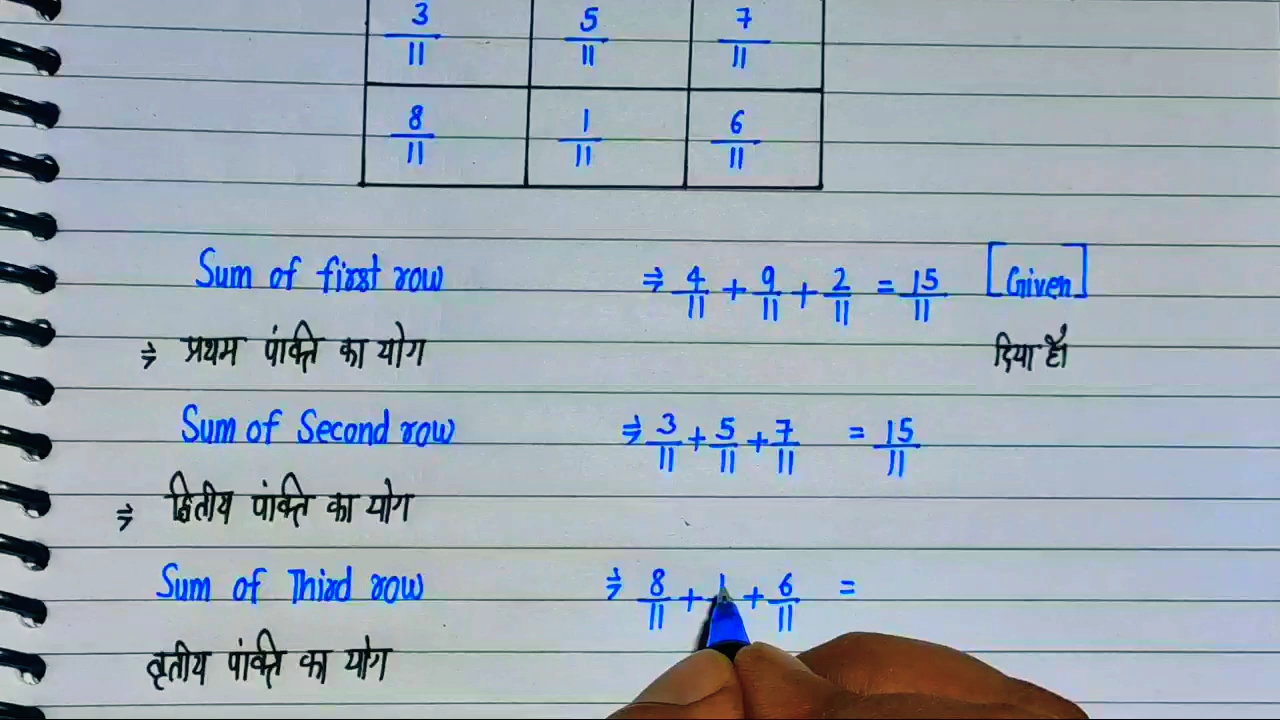 3/11 5/11 7/11
8/11 1/11 6/11
Sum of first row ⇒ 4/11 + 9/11 + 2/11 = 15/11 [Given]
⇒ प्रथम पंक्ति का योग दिया है।
Sum of Second row ⇒ 3/11 + 5/11 + 7/11 = 15/11
⇒ द्वितीय पंक्ति का योग
Sum of Third row ⇒ 8/11 + 1 + 6/11 =
तृतीय पंक्ति का योग